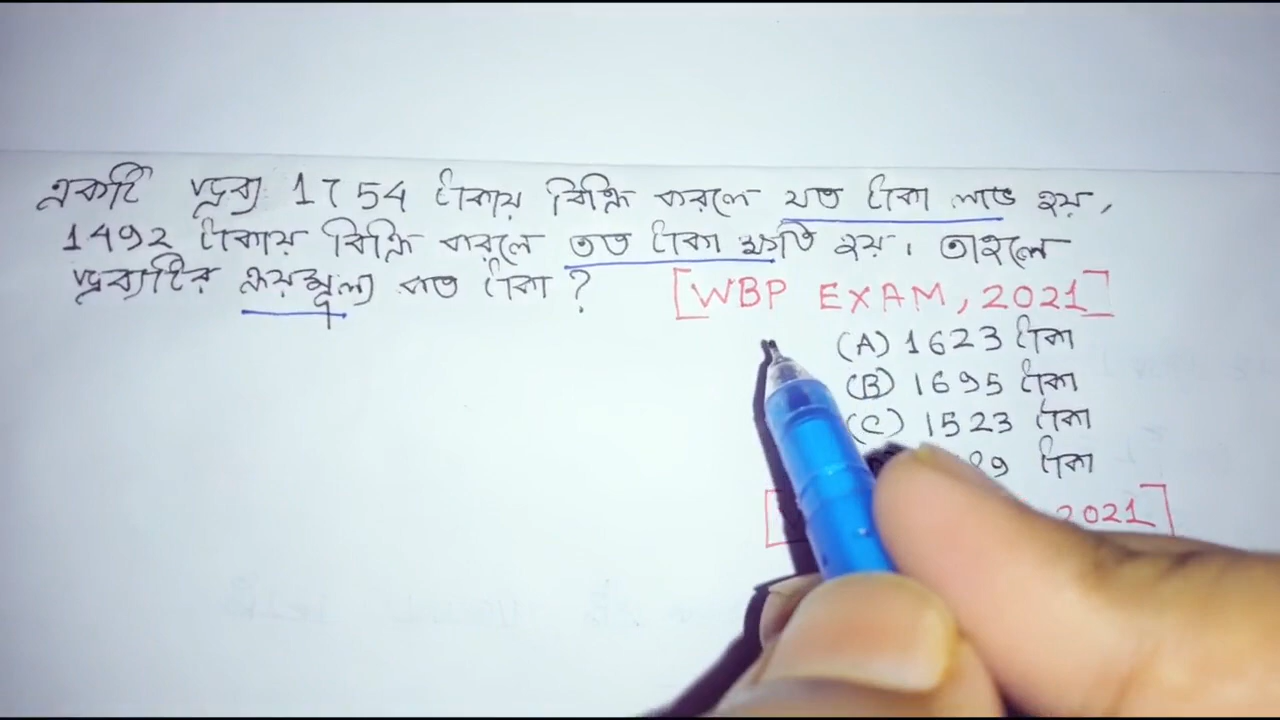 একটি দ্রব্য 1754 টাকায় বিক্রি করলে যত টাকা লাভ হয়,
1492 টাকায় বিক্রি করলে তত টাকা ক্ষতি হয়। তাহলে
দ্রব্যটির ক্রয়মূল্য কত টাকা ?
[WBP EXAM, 2021]
(A) 1623 টাকা
(B) 1695 টাকা
(C) 1523 টাকা
89 টাকা
2021]